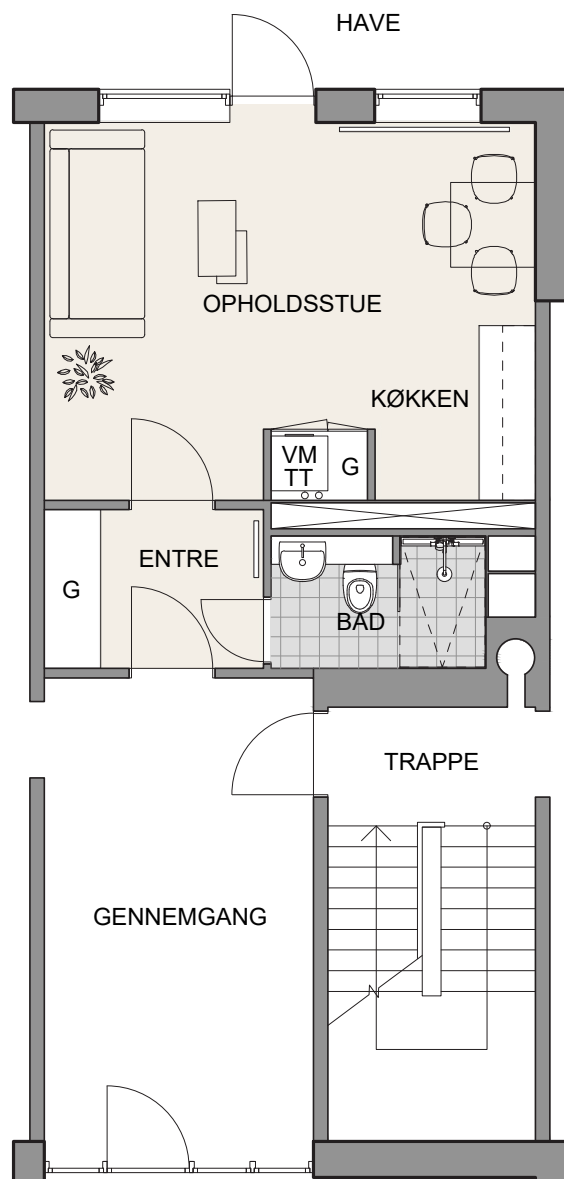 HAVE
OPHOLDSSTUE
KØKKEN
VM
TT
G
ENTRE
G
BAD
TRAPPE
GENNEMGANG